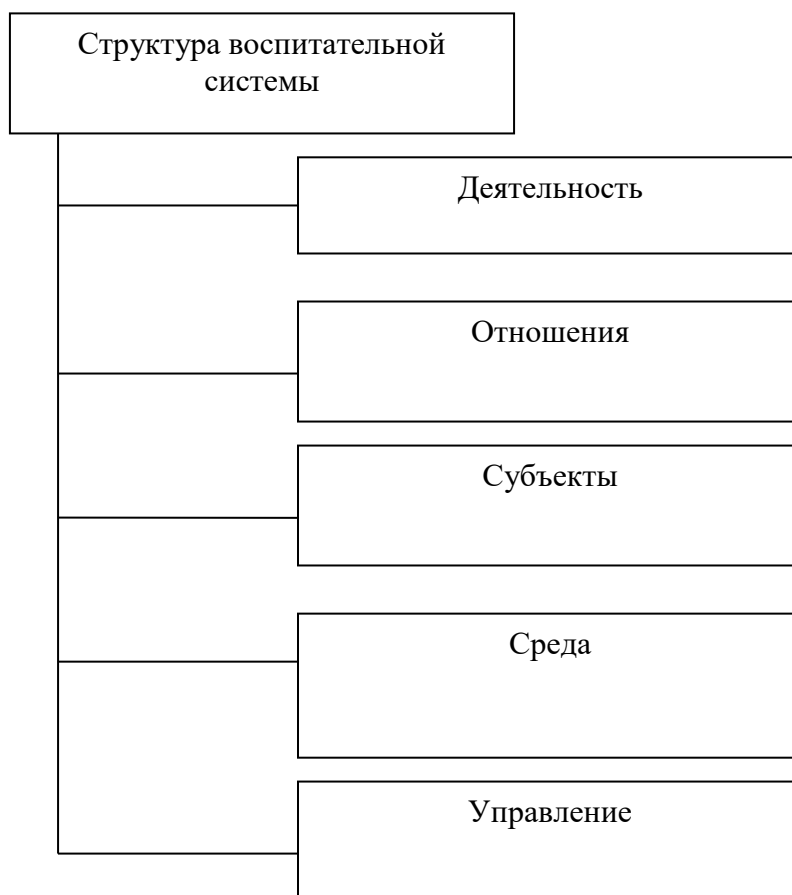 Структура воспитательной
системы
Деятельность
Отношения
Субъекты
Среда
Управление